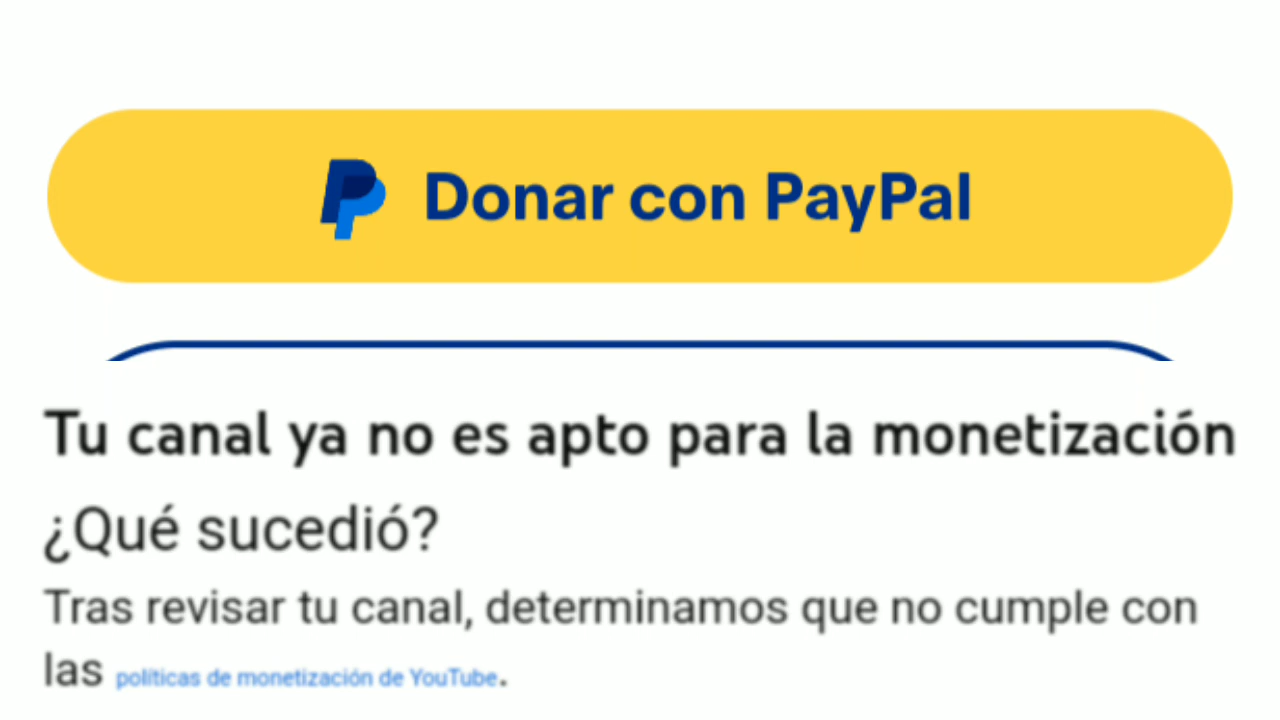 Donar con PayPal
Tu canal ya no es apto para la monetización
¿Qué sucedió?
Tras revisar tu canal, determinamos que no cumple con
las políticas de monetización de YouTube.